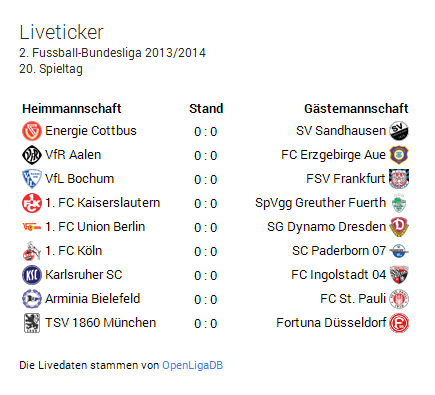 Liveticker
2. Fussball-Bundesliga 2013/2014
20. Spieltag
Heimmannschaft Stand Gästemannschaft
Energie Cottbus 0 : 0 SV Sandhausen
VfR Aalen 0 : 0 FC Erzgebirge Aue
VfL Bochum 0 : 0 FSV Frankfurt
1. FC Kaiserslautern 0 : 0 SpVgg Greuther Fuerth
1. FC Union Berlin 0 : 0 SG Dynamo Dresden
1. FC Köln 0 : 0 SC Paderborn 07
Karlsruher SC 0 : 0 FC Ingolstadt 04
Arminia Bielefeld 0 : 0 FC St. Pauli
TSV 1860 München 0 : 0 Fortuna Düsseldorf
Die Livedaten stammen von OpenLigaDB